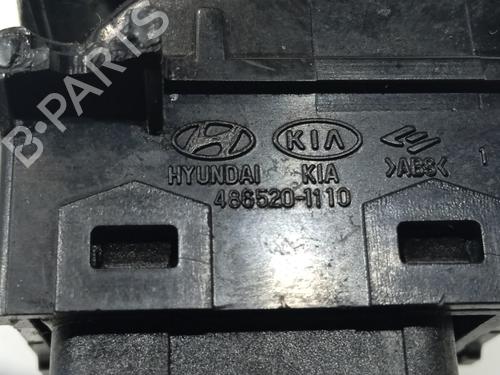 B-PARTS
KIA
HYUNDAI KIA >ABS< 1
486520-1110